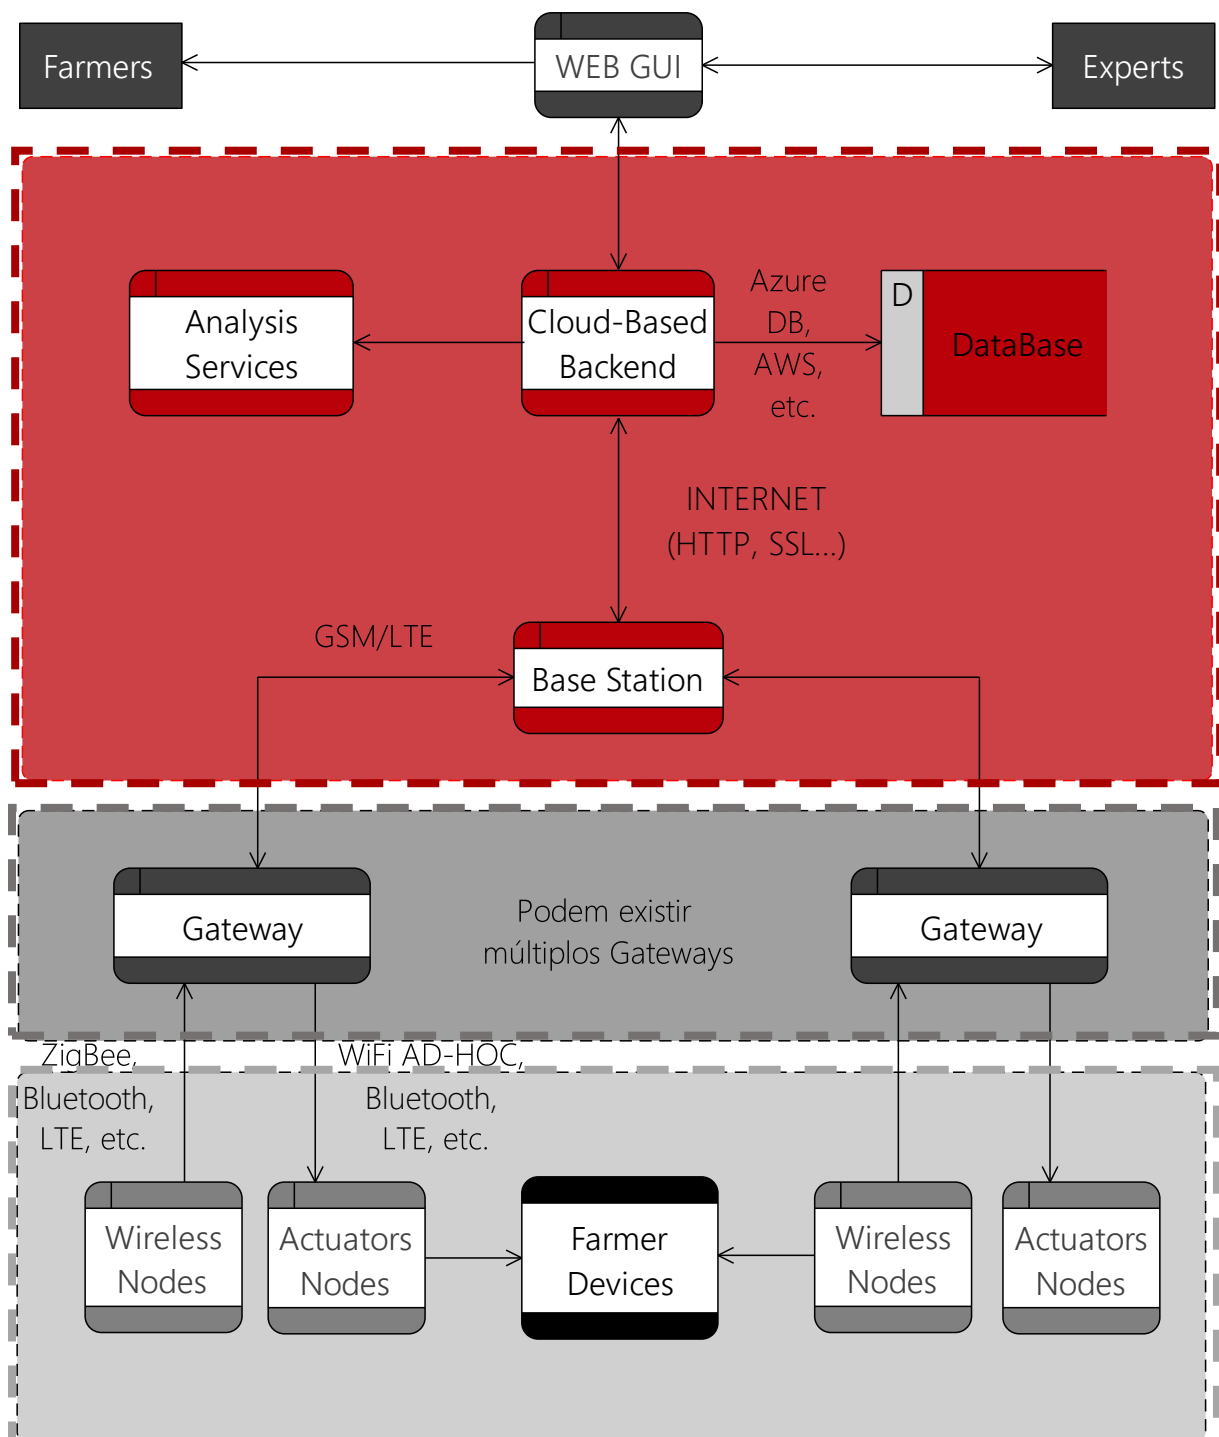 Farmers
WEB GUI
Experts
Analysis
Services
Cloud-Based
Backend
Azure
DB,
AWS,
etc.
D
DataBase
INTERNET
(HTTP, SSL...)
GSM/LTE
Base Station
Gateway
Podem existir
múltiplos Gateways
Gateway
ZigBee,
Bluetooth,
LTE, etc.
WiFi AD-HOC,
Bluetooth,
LTE, etc.
Wireless
Nodes
Actuators
Nodes
Farmer
Devices
Wireless
Nodes
Actuators
Nodes